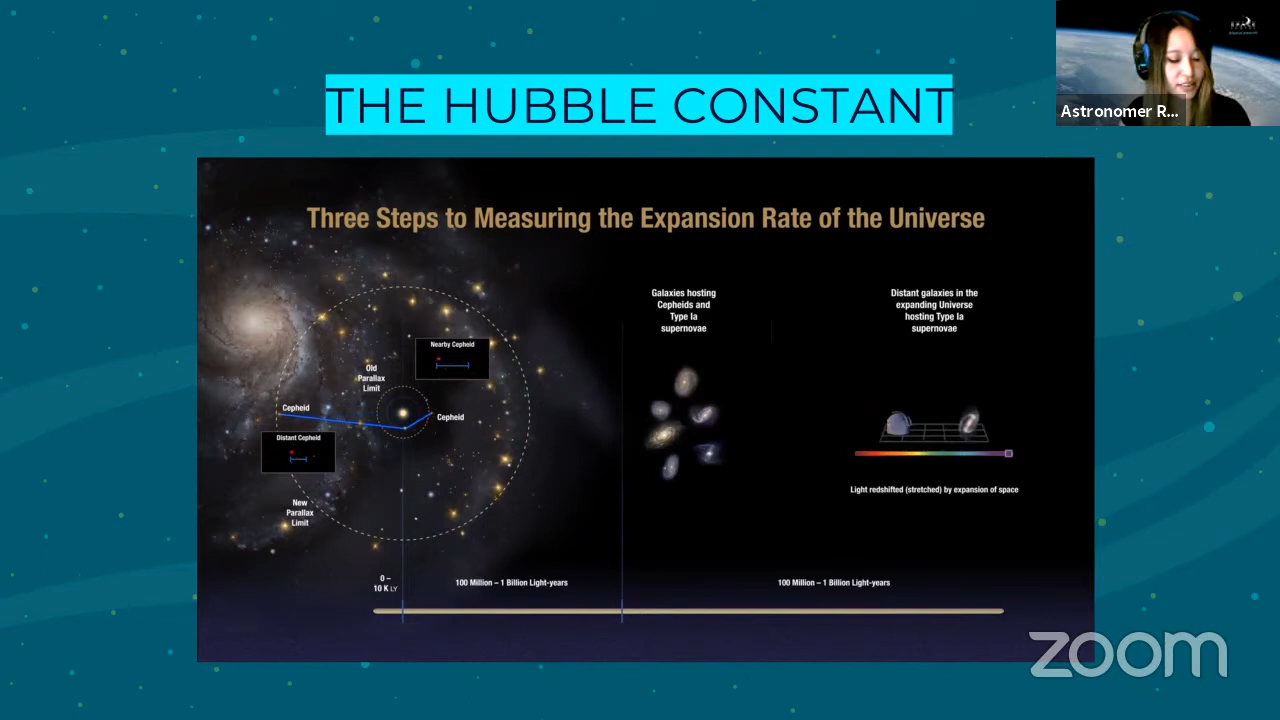 THE HUBBLE CONSTANT
Astronomer R...
Three Steps to Measuring the Expansion Rate of the Universe
Galaxies hosting
Cepheids and
Type Ia
supernovae
Distant galaxies in the
expanding Universe
hosting Type Ia
supernovae
Nearby Cepheid
Old
Parallax
Limit
Cepheid
Cepheid
Distant Cepheid
New
Parallax
Limit
Light redshifted (stretched) by expansion of space
0 –
10 K LY
100 Million – 1 Billion Light-years
100 Million – 1 Billion Light-years
zoom